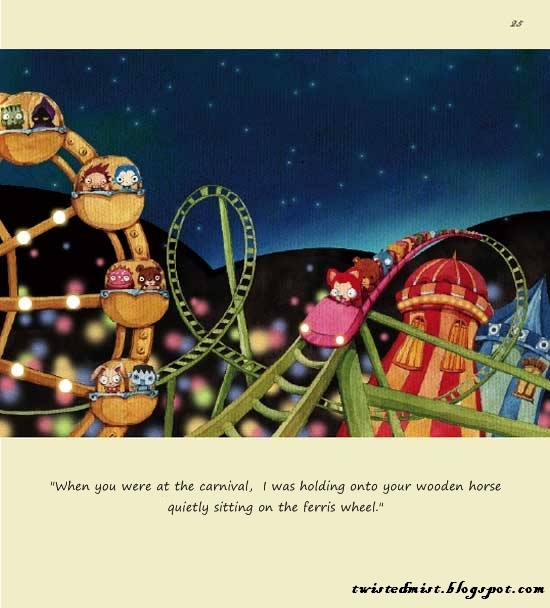 25
"When you were at the carnival,  I was holding onto your wooden horse
quietly sitting on the ferris wheel."
twistedmist.blogspot.com